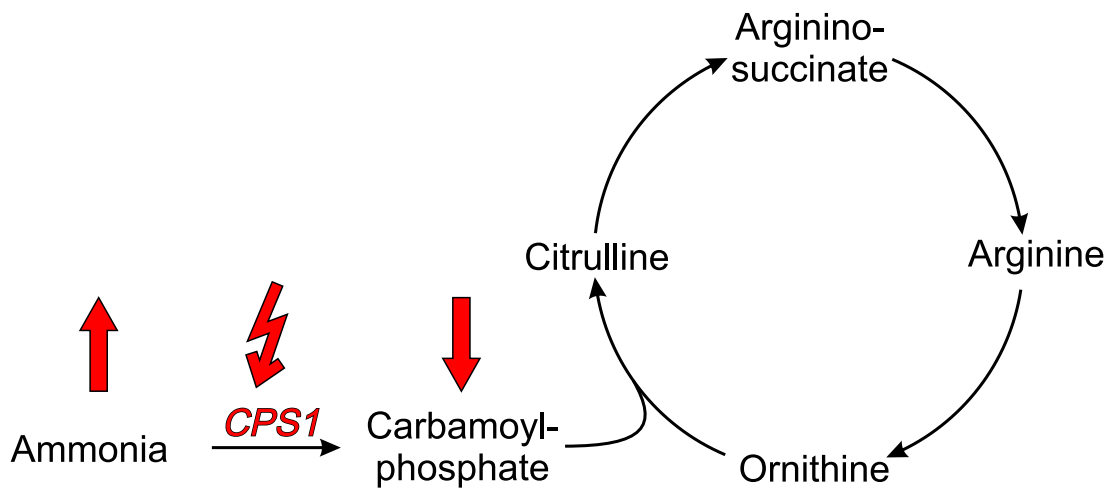 Arginino-
succinate
Citrulline
Arginine
CPS1
Ammonia
Carbamoyl-
phosphate
Ornithine